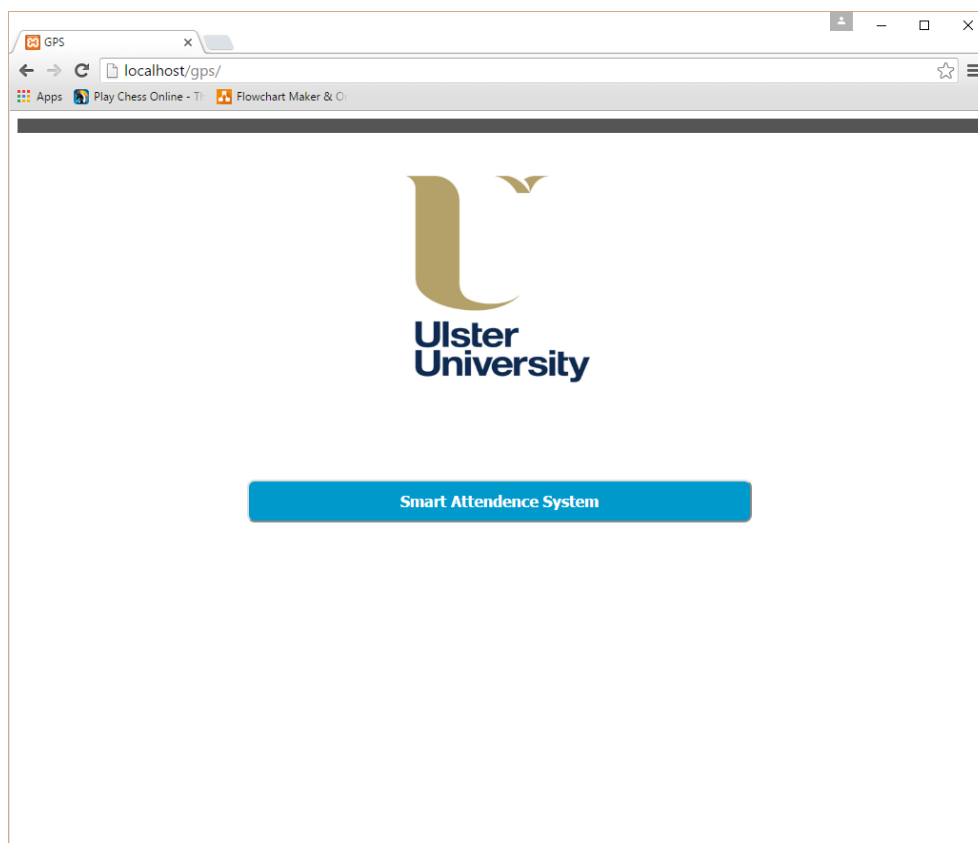 GPS
localhost/gps/
Apps Play Chess Online - Th Flowchart Maker & O
Ulster
University
Smart Attendence System